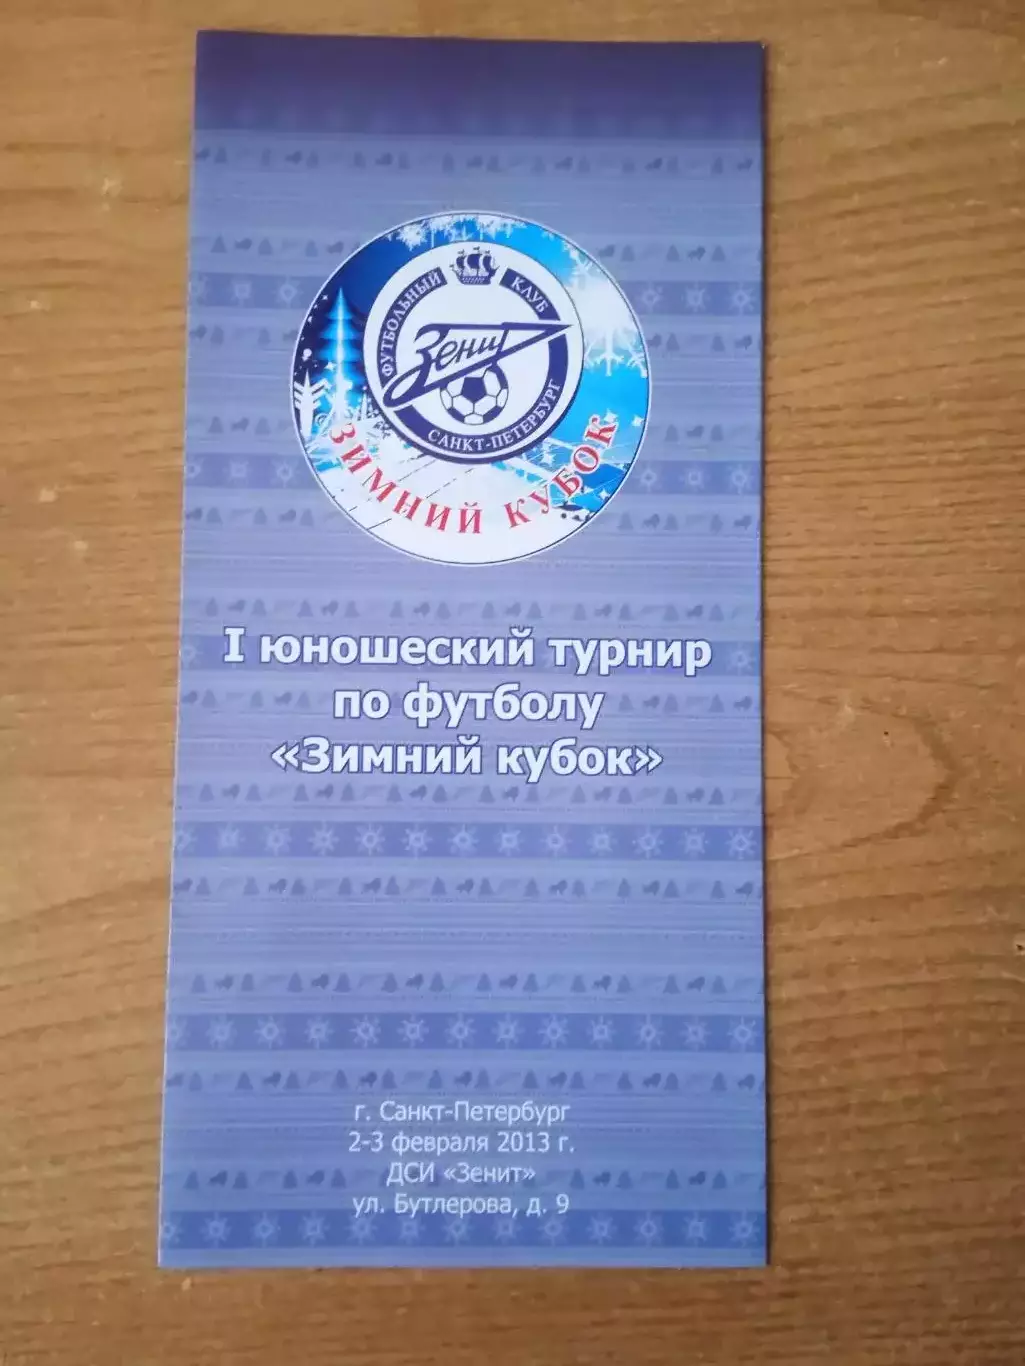 ФУТБОЛЬНЫЙ КЛУБ
Зенит
САНКТ-ПЕТЕРБУРГ
ЗИМНИЙ КУБОК
I юношеский турнир
по футболу
«Зимний кубок»
г. Санкт-Петербург
2-3 февраля 2013 г.
ДСИ «Зенит»
ул. Бутлерова, д. 9